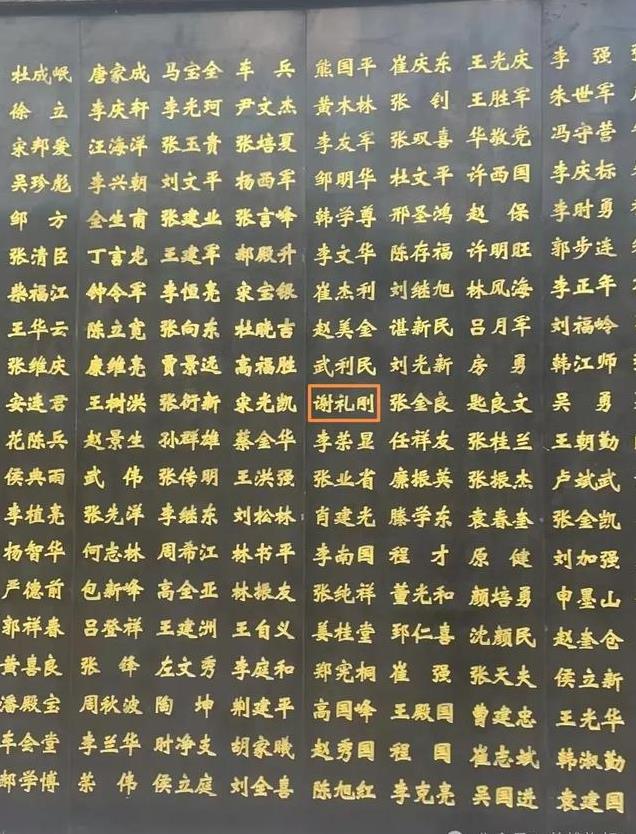 杜成岷 唐家成 马宝全 车兵 熊国平 崔庆东 王光庆 李强
徐立 李庆轩 李光珂 尹文杰 黄木林 张钊 王胜军 朱世军
宋邦爱 汪海洋 张玉贵 张培夏 李友军 张双喜 华敬党 冯守营
吴珍彪 李兴朝 刘文平 杨西军 邹明华 杜文平 许西国 李庆标
邹方 金生甫 张建业 张言峰 韩学尊 邢圣鸿 赵保 李时勇
张清臣 丁言龙 王建军 郝殿升 李文华 陈存福 许明旺 郭步连
柴福江 钟令军 李恒亮 宋宝银 崔杰利 刘继旭 林风海 李正年
王华云 陈立宽 张向东 杜晓吉 赵美金 谌新民 吕月军 刘福岭
张维庆 康维亮 贾景远 高福胜 武利民 刘光新 房勇 韩江师
安连君 王树洪 张衍新 宋光凯 谢礼刚 张金良 匙良文 吴勇
花陈兵 赵景生 孙群雄 蔡金华 李荣显 任祥友 张桂兰 王朝勤
侯典雨 武伟 张传明 王洪强 张业省 廉振英 张振杰 卢斌武
李植亮 张先洋 李继东 刘松林 肖建光 滕学东 袁春奎 张金凯
杨智华 何志林 周希江 林书平 李南国 程才 原健 刘加强
严德前 包新峰 高全亚 林振友 张纯祥 董光和 颜培勇 申墨山
郭祥春 吕登祥 王建洲 王自义 姜桂堂 邳仁喜 沈颜民 赵奎仓
黄喜良 张锋 左文秀 李庭和 郑宪桐 崔强 张天夫 侯立新
潘殿宝 周秋波 陶坤 荆建平 高国峰 王殿国 曹建忠 王光华
车会堂 李兰华 时净支 胡家曦 赵秀国 程国 崔志斌 韩淑勤
郝学博 荣伟 侯立庭 刘金喜 陈旭红 李克亮 吴国进 袁建国